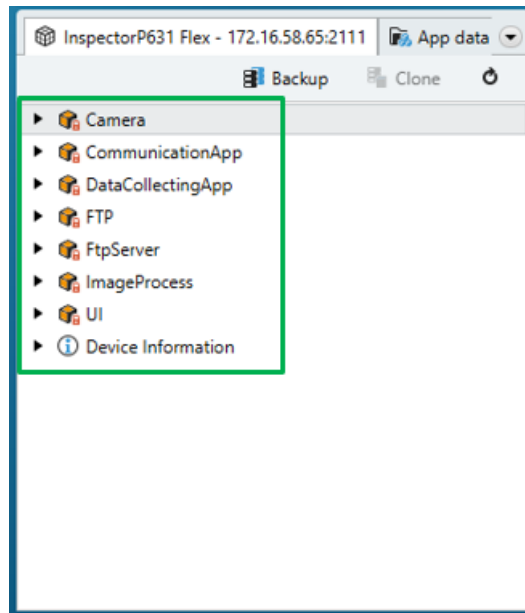 InspectorP631 Flex - 172.16.58.65:2111 App data
Backup Clone
Camera
CommunicationApp
DataCollectingApp
FTP
FtpServer
ImageProcess
UI
Device Information